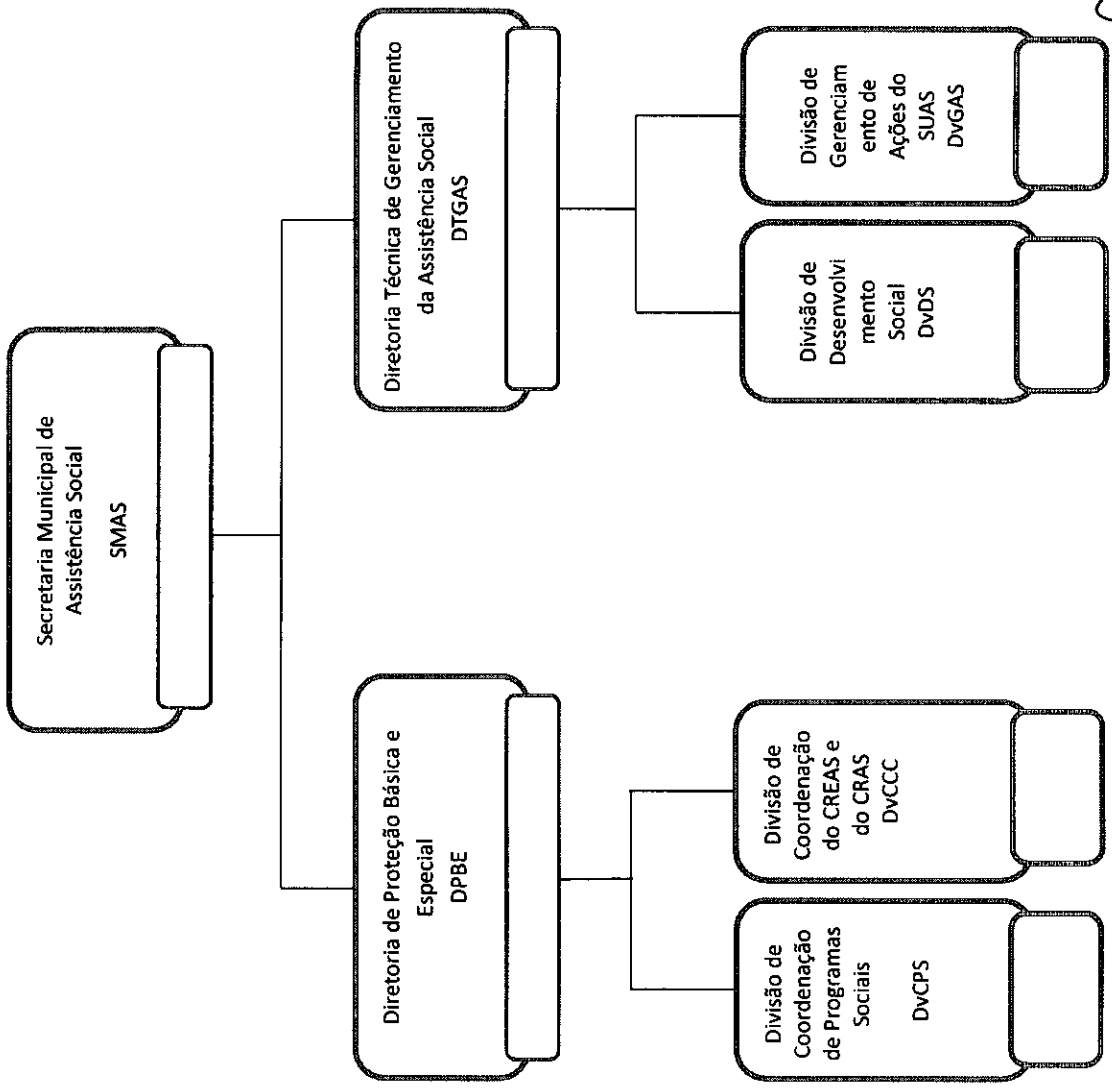 Secretaria Municipal de
Assistência Social
SMAS
Diretoria de Proteção Básica e
Especial
DPBE
Diretoria Técnica de Gerenciamento
da Assistência Social
DTGAS
Divisão de
Coordenação
de Programas
Sociais
DvCPS
Divisão de
Coordenação
do CREAS e
do CRAS
DvCCC
Divisão de
Desenvolvi
mento
Social
DvDS
Divisão de
Gerenciam
ento de
Ações do
SUAS
DvGAS